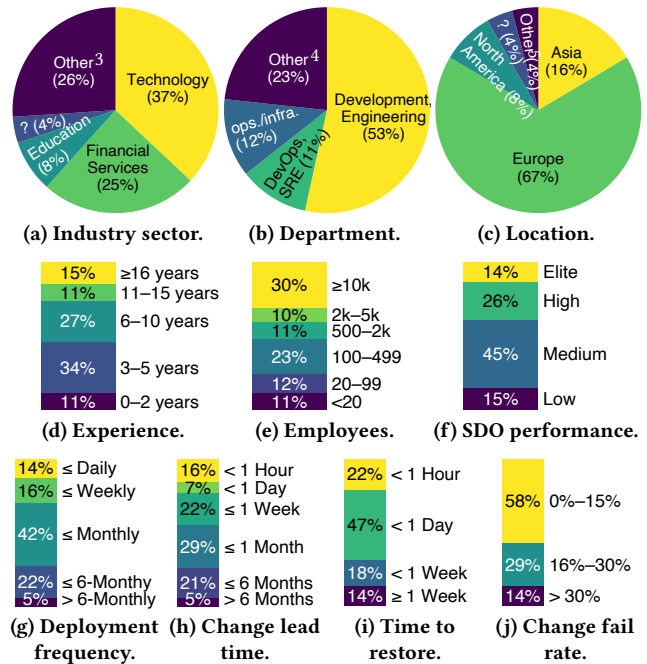 Other3
(26%)
Technology
(37%)
? (4%)
Education
(8%)
Financial
Services
(25%)
(a) Industry sector.
Other4
(23%)
Development,
Engineering
(53%)
ops./infra.
(12%)
DevOps,
SRE (11%)
(b) Department.
Other5 (4%)
? (4%)
North
America (8%)
Asia
(16%)
Europe
(67%)
(c) Location.
15% ≥16 years
11% 11–15 years
27% 6–10 years
34% 3–5 years
11% 0–2 years
(d) Experience.
30% ≥10k
10% 2k–5k
11% 500–2k
23% 100–499
12% 20–99
11% <20
(e) Employees.
14% Elite
26% High
45% Medium
15% Low
(f) SDO performance.
14% ≤ Daily
16% ≤ Weekly
42% ≤ Monthly
22% ≤ 6-Monthy
5% > 6-Monthly
(g) Deployment
frequency.
16% < 1 Hour
7% < 1 Day
22% ≤ 1 Week
29% ≤ 1 Month
21% ≤ 6 Months
5% > 6 Months
(h) Change lead
time.
22% < 1 Hour
47% < 1 Day
18% < 1 Week
14% ≥ 1 Week
(i) Time to
restore.
58% 0%–15%
29% 16%–30%
14% > 30%
(j) Change fail
rate.